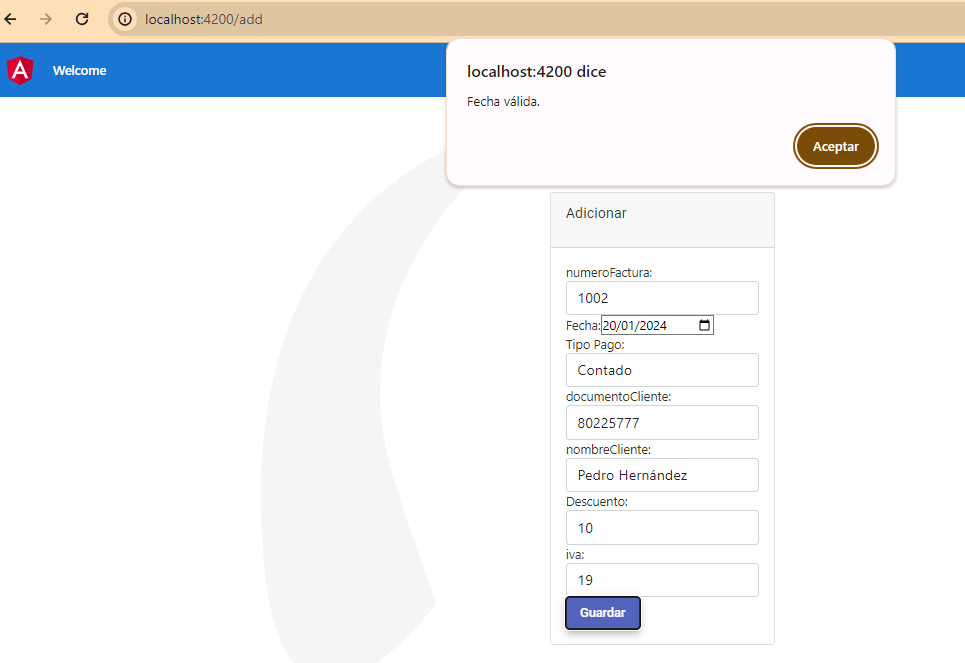 localhost:4200/add
Welcome
localhost:4200 dice
Fecha válida.
Aceptar
Adicionar
numeroFactura:
1002
Fecha:20/01/2024
Tipo Pago:
Contado
documentoCliente:
80225777
nombreCliente:
Pedro Hernández
Descuento:
10
iva:
19
Guardar